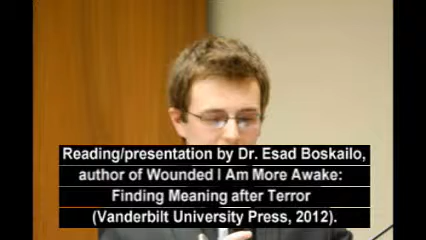 Reading/presentation by Dr. Esad Boskailo,
author of Wounded I Am More Awake:
Finding Meaning after Terror
(Vanderbilt University Press, 2012).